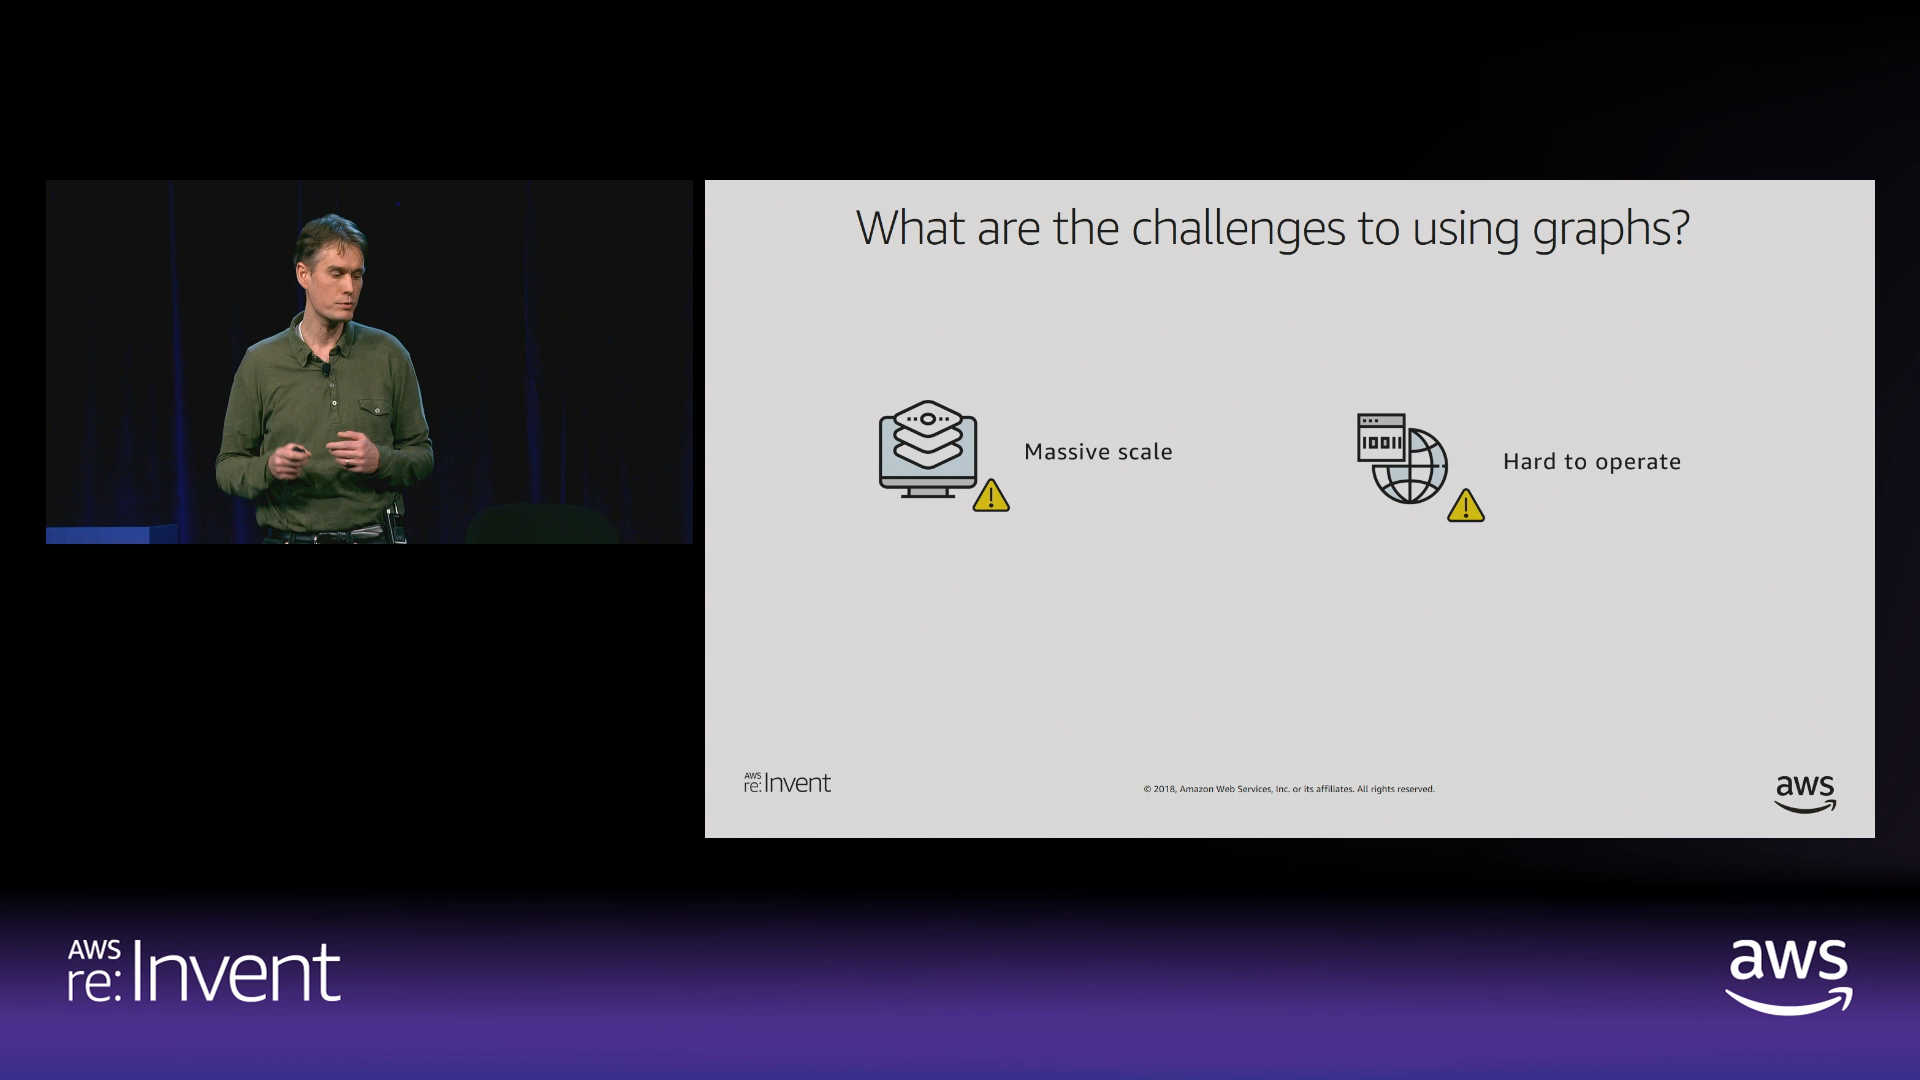 What are the challenges to using graphs?
Massive scale
10011
Hard to operate
AWS
re:Invent
© 2018, Amazon Web Services, Inc. or its affiliates. All rights reserved.
aws
AWS
re:Invent
aws